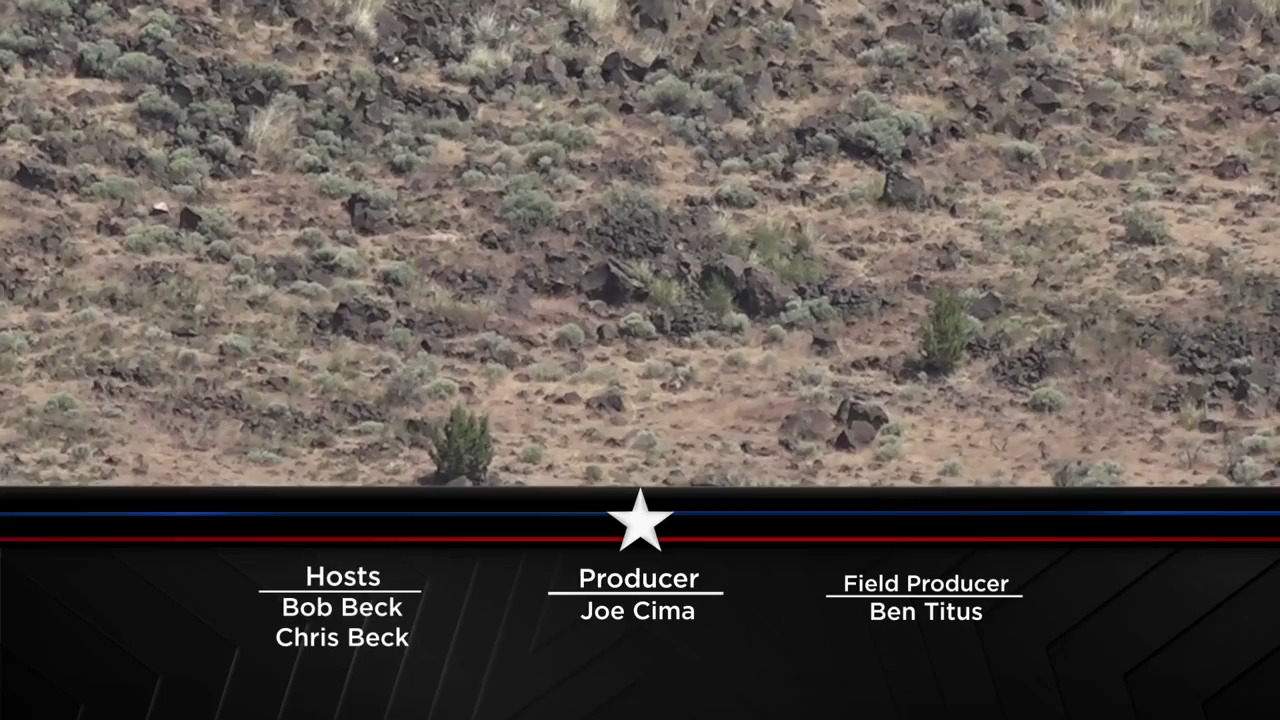 Hosts
Bob Beck
Chris Beck
Producer
Joe Cima
Field Producer
Ben Titus